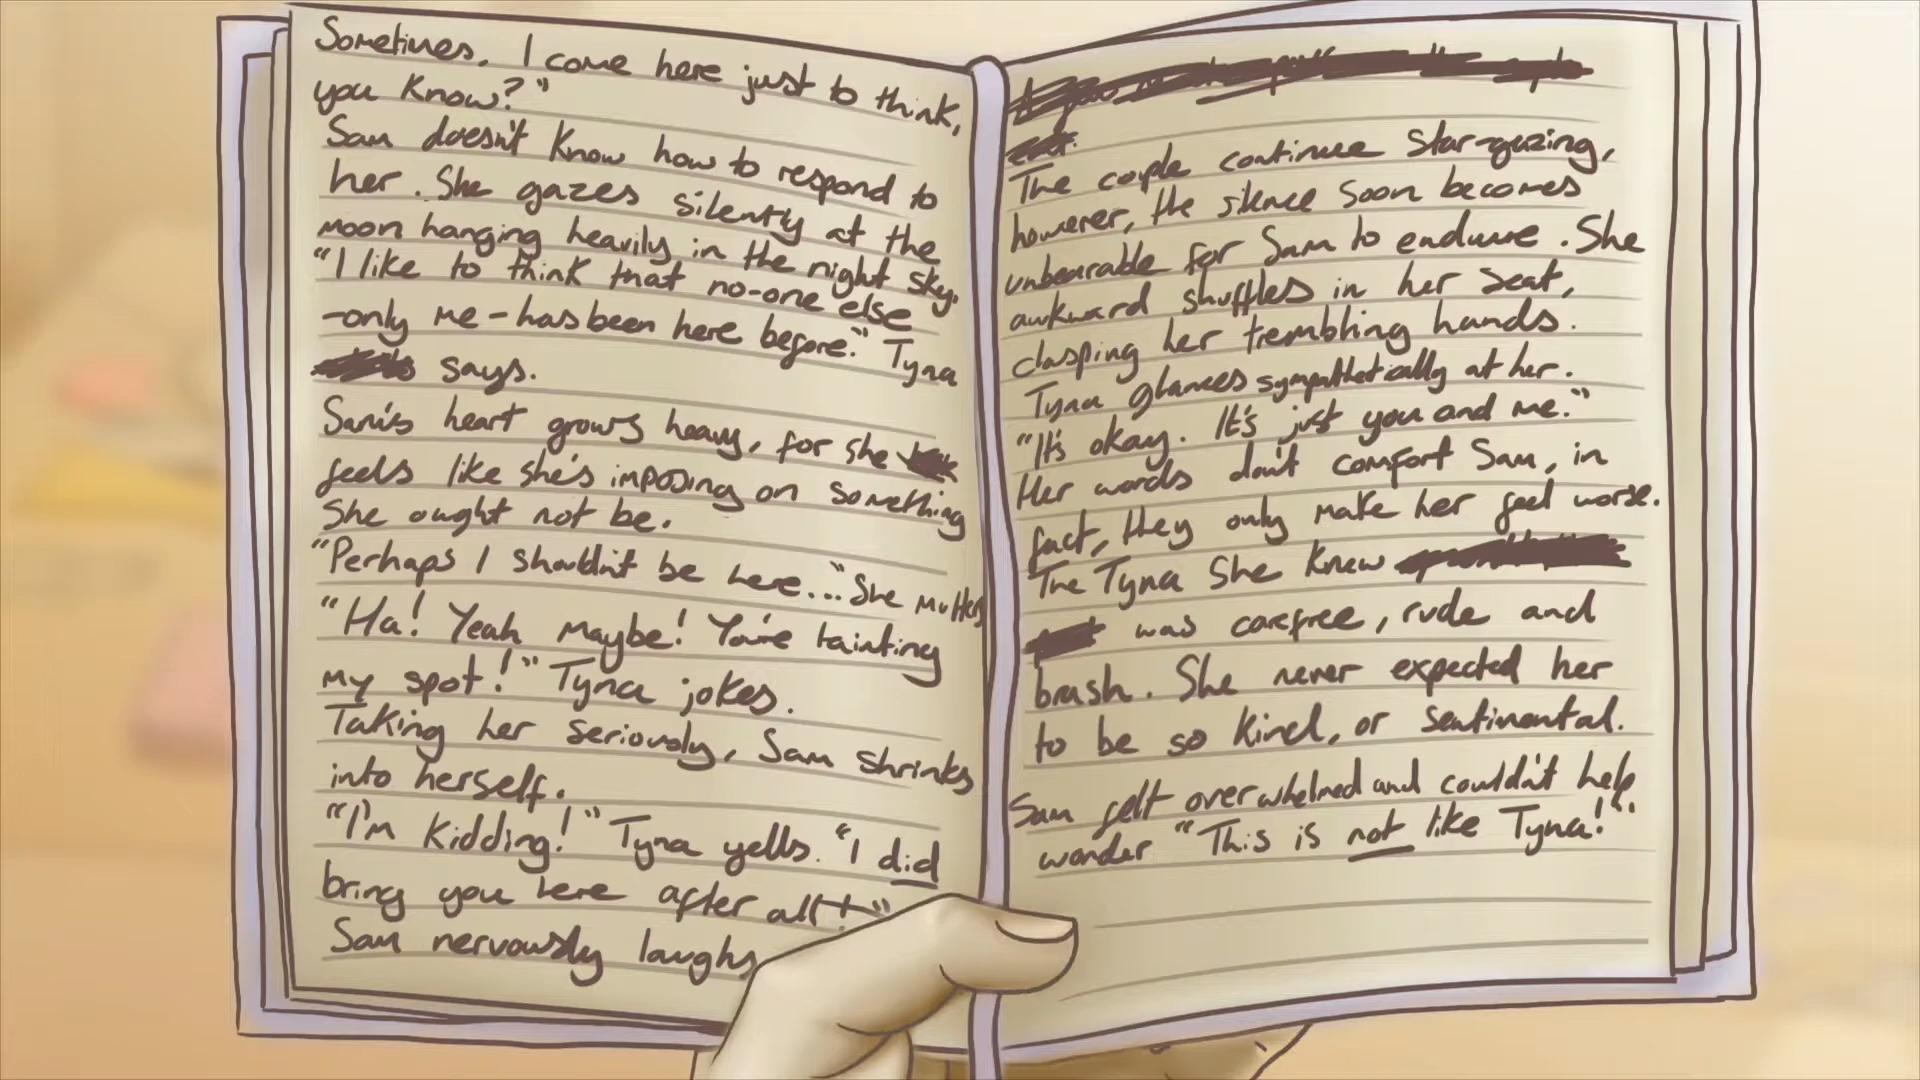 Sometimes, I come here just to think,
you know?"
Sam doesn't know how to respond to
her. She gazes silently at the
moon hanging heavily in the night sky.
"I like to think that no-one else
-only me-has been here before." Tyna
says.
Sam's heart grows heavy, for she
feels like she's imposing on something
She ought not be.
"Perhaps I shouldn't be here..." She mutters
"Ha! Yeah Maybe! You're tainting
my spot!" Tyna jokes.
Taking her seriously, Sam shrinks
into herself.
"I'm kidding!" Tyna yells. "I did
bring you here after all!"
Sam nervously laughs
The couple continue star-gazing,
however, the silence soon becomes
unbearable for Sam to endure. She
awkward shuffles in her seat,
clasping her trembling hands.
Tyna glances sympathetically at her.
"It's okay. It's just you and me."
Her words don't comfort Sam, in
fact, they only make her feel worse.
The Tyna She knew
was carefree, rude and
brash. She never expected her
to be so kind, or sentimental.
Sam felt overwhelmed and couldn't help
wonder "This is not like Tyna!"